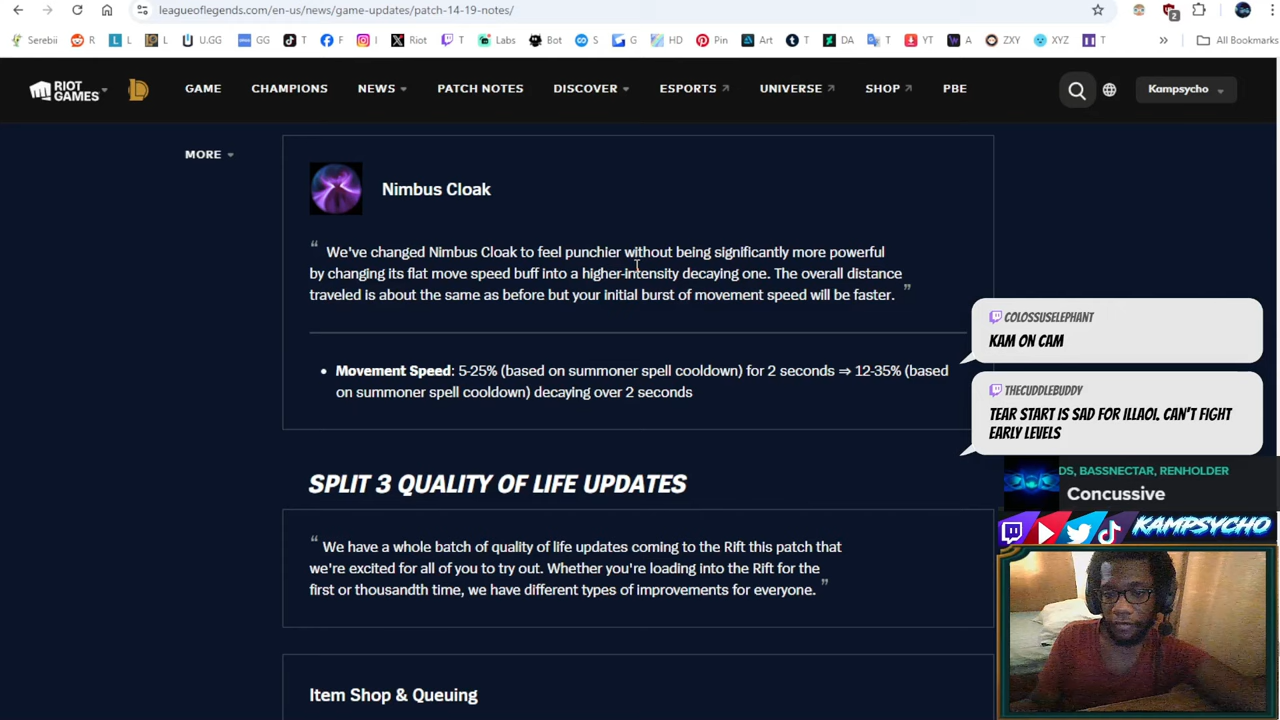 leagueoflegends.com/en-us/news/game-updates/patch-14-19-notes/
2
Serebii R L L U.GG GG T F I Riot T Labs Bot S G HD Pin Art T DA T YT A ZXY XYZ T » All Bookmarks
RIOT GAMES GAME CHAMPIONS NEWS PATCH NOTES DISCOVER ESPORTS UNIVERSE SHOP PBE Kampsycho
MORE
Nimbus Cloak
“ We've changed Nimbus Cloak to feel punchier without being significantly more powerful
by changing its flat move speed buff into a higher-intensity decaying one. The overall distance
traveled is about the same as before but your initial burst of movement speed will be faster. ”
• Movement Speed: 5-25% (based on summoner spell cooldown) for 2 seconds ⇒ 12-35% (based
on summoner spell cooldown) decaying over 2 seconds
SPLIT 3 QUALITY OF LIFE UPDATES
“ We have a whole batch of quality of life updates coming to the Rift this patch that
we're excited for all of you to try out. Whether you're loading into the Rift for the
first or thousandth time, we have different types of improvements for everyone. ”
Item Shop & Queuing
COLOSSUSELEPHANT
KAM ON CAM
THECUDDLEBUDDY
TEAR START IS SAD FOR ILLAOI. CAN'T FIGHT
EARLY LEVELS
DS, BASSNECTAR, RENHOLDER
Concussive
KAMPSYCHO